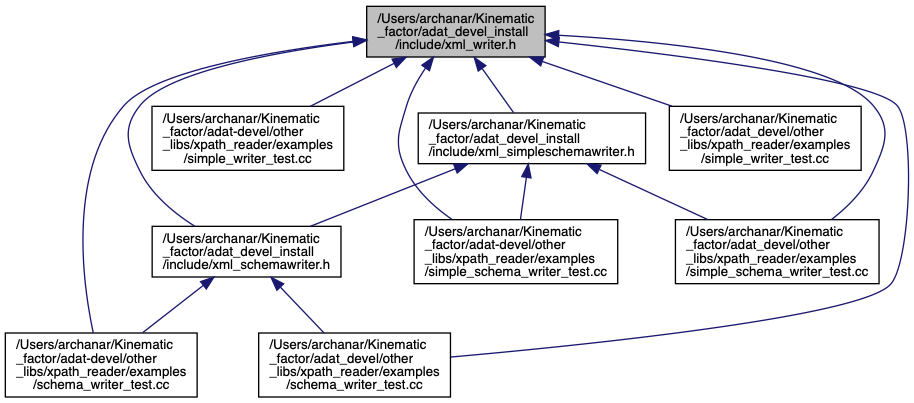 /Users/archanar/Kinematic
_factor/adat_devel_install
/include/xml_writer.h
/Users/archanar/Kinematic
_factor/adat-devel/other
_libs/xpath_reader/examples
/simple_writer_test.cc
/Users/archanar/Kinematic
_factor/adat_devel_install
/include/xml_simpleschemawriter.h
/Users/archanar/Kinematic
_factor/adat_devel/other
_libs/xpath_reader/examples
/simple_writer_test.cc
/Users/archanar/Kinematic
_factor/adat_devel_install
/include/xml_schemawriter.h
/Users/archanar/Kinematic
_factor/adat-devel/other
_libs/xpath_reader/examples
/simple_schema_writer_test.cc
/Users/archanar/Kinematic
_factor/adat_devel/other
_libs/xpath_reader/examples
/simple_schema_writer_test.cc
/Users/archanar/Kinematic
_factor/adat-devel/other
_libs/xpath_reader/examples
/schema_writer_test.cc
/Users/archanar/Kinematic
_factor/adat_devel/other
_libs/xpath_reader/examples
/schema_writer_test.cc